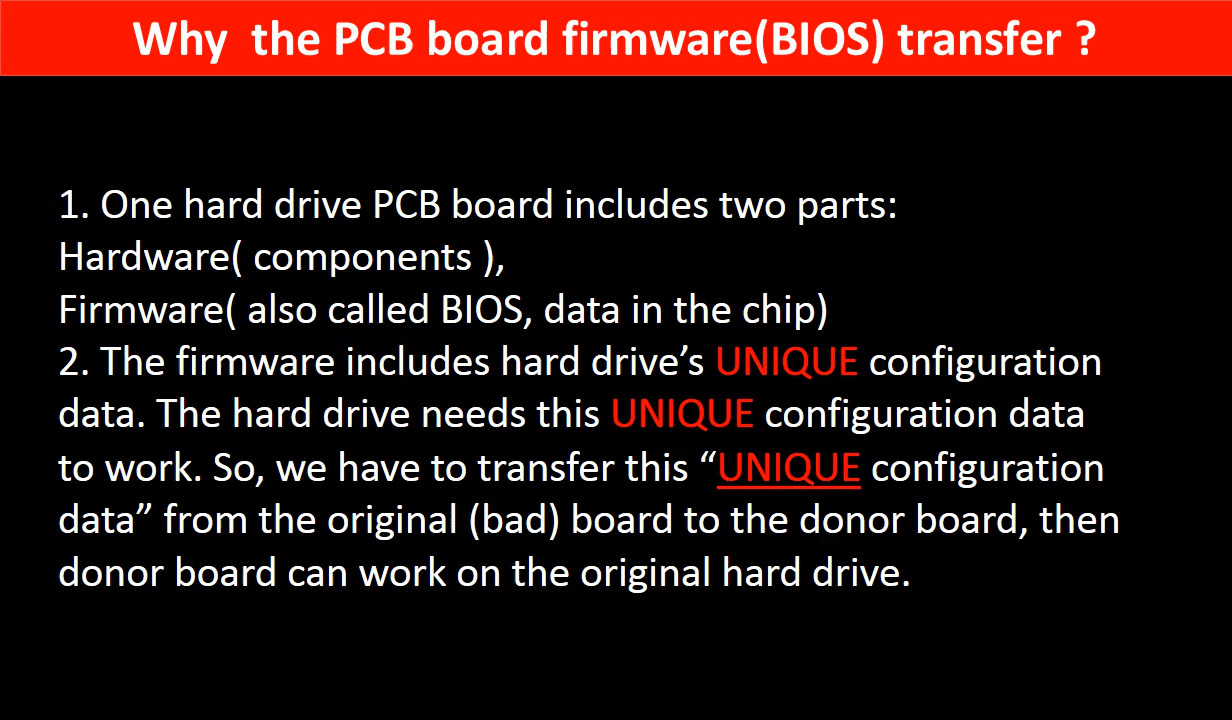 Why  the PCB board firmware(BIOS) transfer ?
1. One hard drive PCB board includes two parts:
Hardware( components ),
Firmware( also called BIOS, data in the chip)
2. The firmware includes hard drive’s UNIQUE configuration
data. The hard drive needs this UNIQUE configuration data
to work. So, we have to transfer this “UNIQUE configuration
data” from the original (bad) board to the donor board, then
donor board can work on the original hard drive.